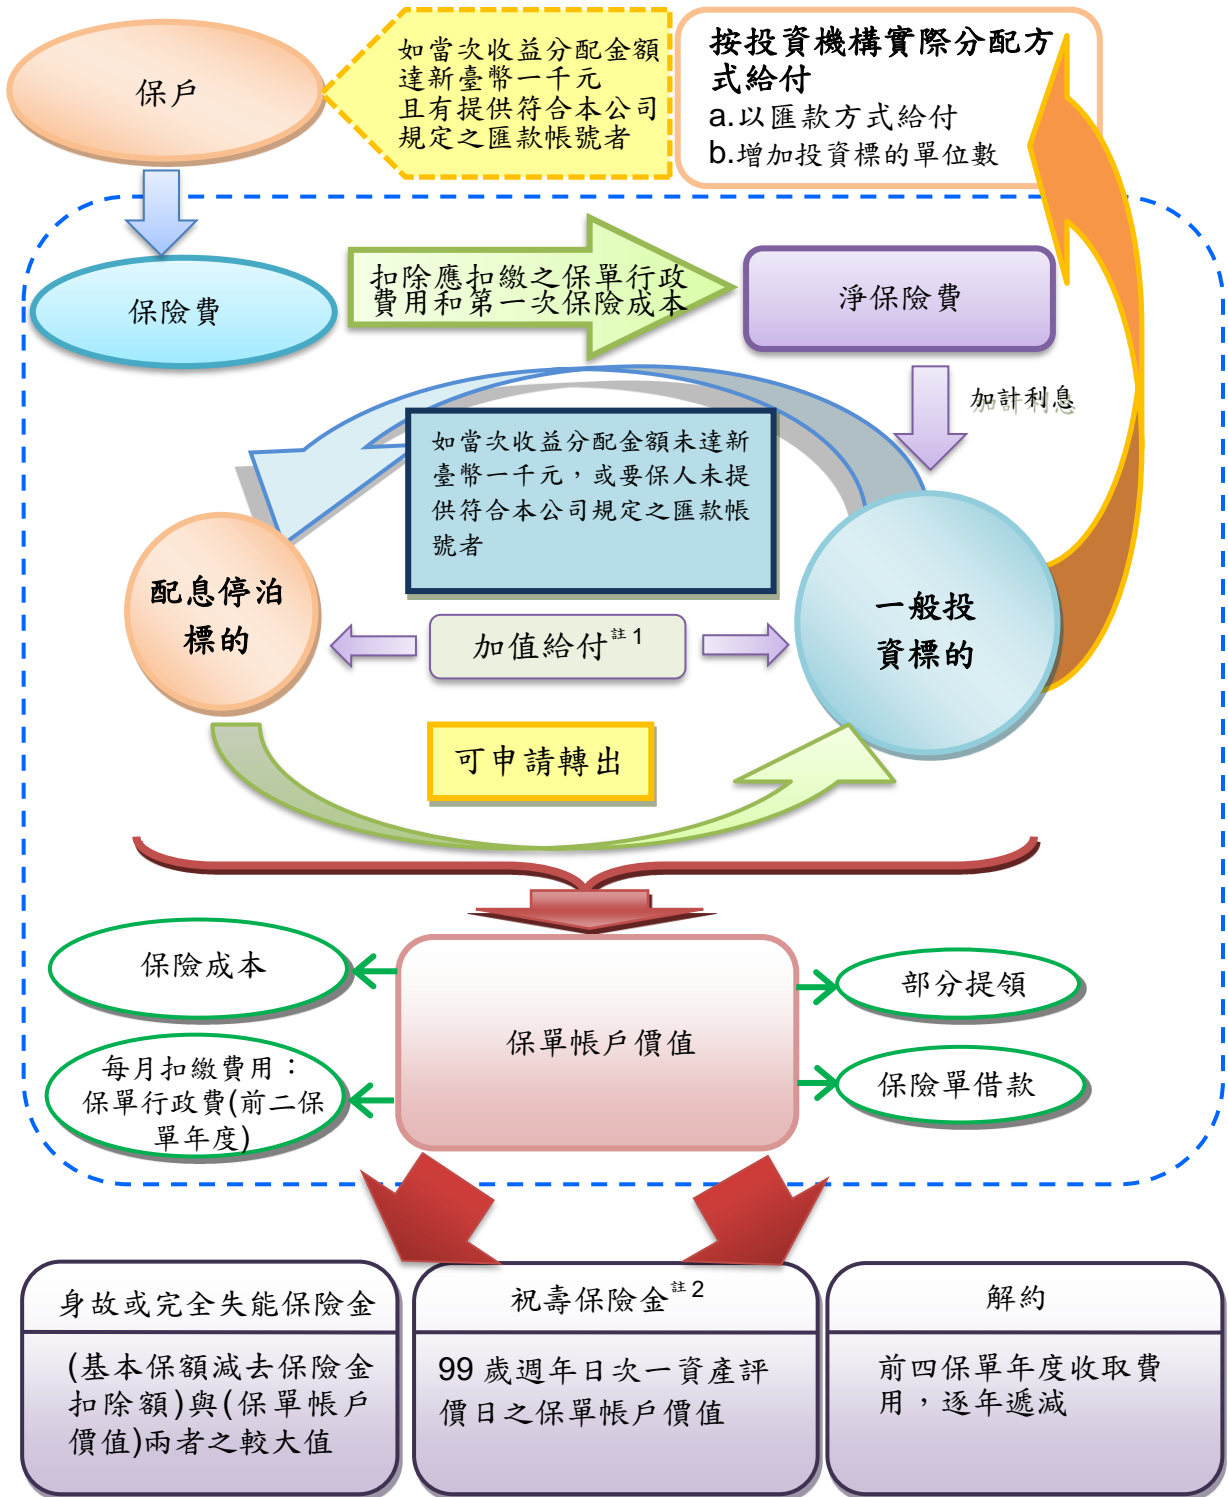 保戶
如當次收益分配金額
達新臺幣一千元
且有提供符合本公司
規定之匯款帳號者
按投資機構實際分配方
式給付
a.以匯款方式給付
b.增加投資標的單位數
保險費
扣除應扣繳之保單行政
費用和第一次保險成本
淨保險費
加計利息
如當次收益分配金額未達新
臺幣一千元，或要保人未提
供符合本公司規定之匯款帳
號者
配息停泊
標的
加值給付註1
一般投
資標的
可申請轉出
保險成本
每月扣繳費用：
保單行政費(前二保
單年度)
保單帳戶價值
部分提領
保險單借款
身故或完全失能保險金
(基本保額減去保險金
扣除額)與(保單帳戶
價值)兩者之較大值
祝壽保險金註2
99 歲週年日次一資產評
價日之保單帳戶價值
解約
前四保單年度收取費
用，逐年遞減